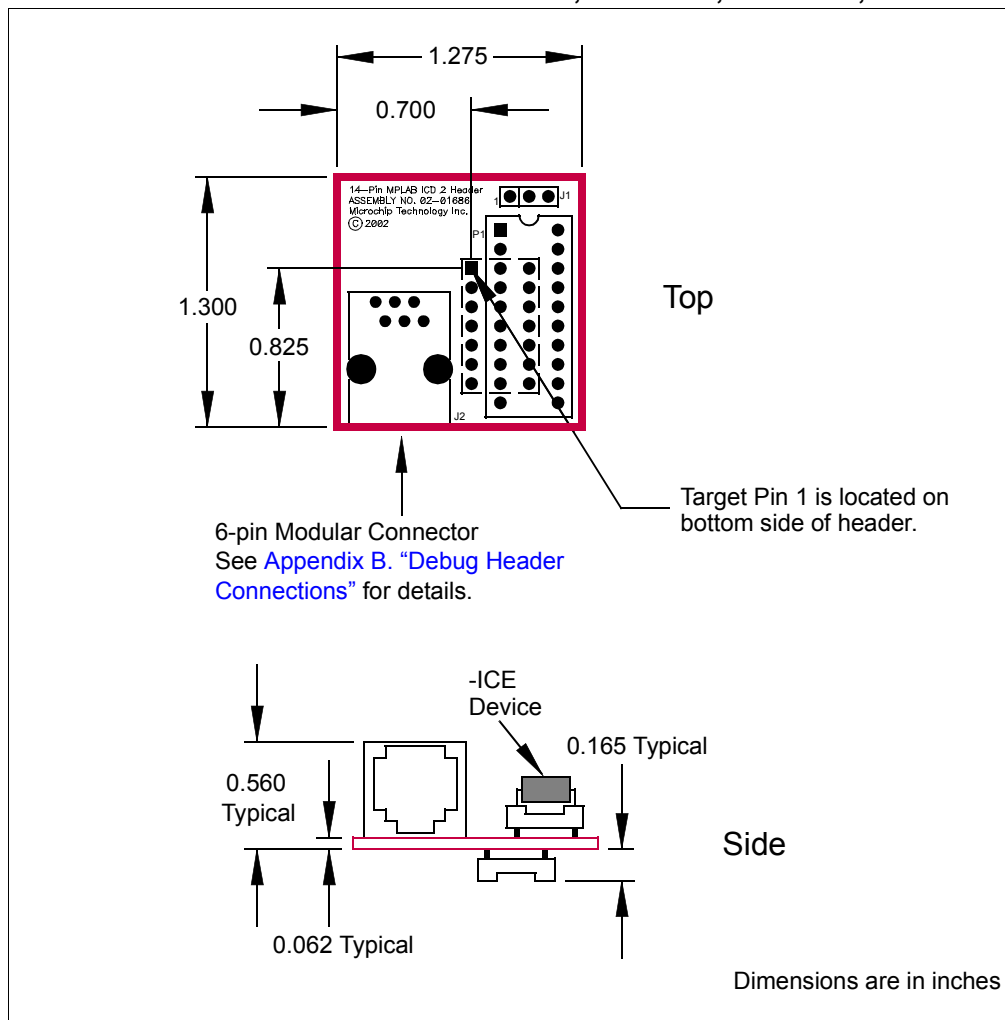 1.275
0.700
14-Pin MPLAB ICD 2 Header
ASSEMBLY NO. 02-01686
Microchip Technology Inc.
© 2002
1
J1
P1
1.300
0.825
Top
J2
Target Pin 1 is located on
bottom side of header.
6-pin Modular Connector
See Appendix B. “Debug Header
Connections” for details.
-ICE
Device
0.165 Typical
0.560
Typical
Side
0.062 Typical
Dimensions are in inches